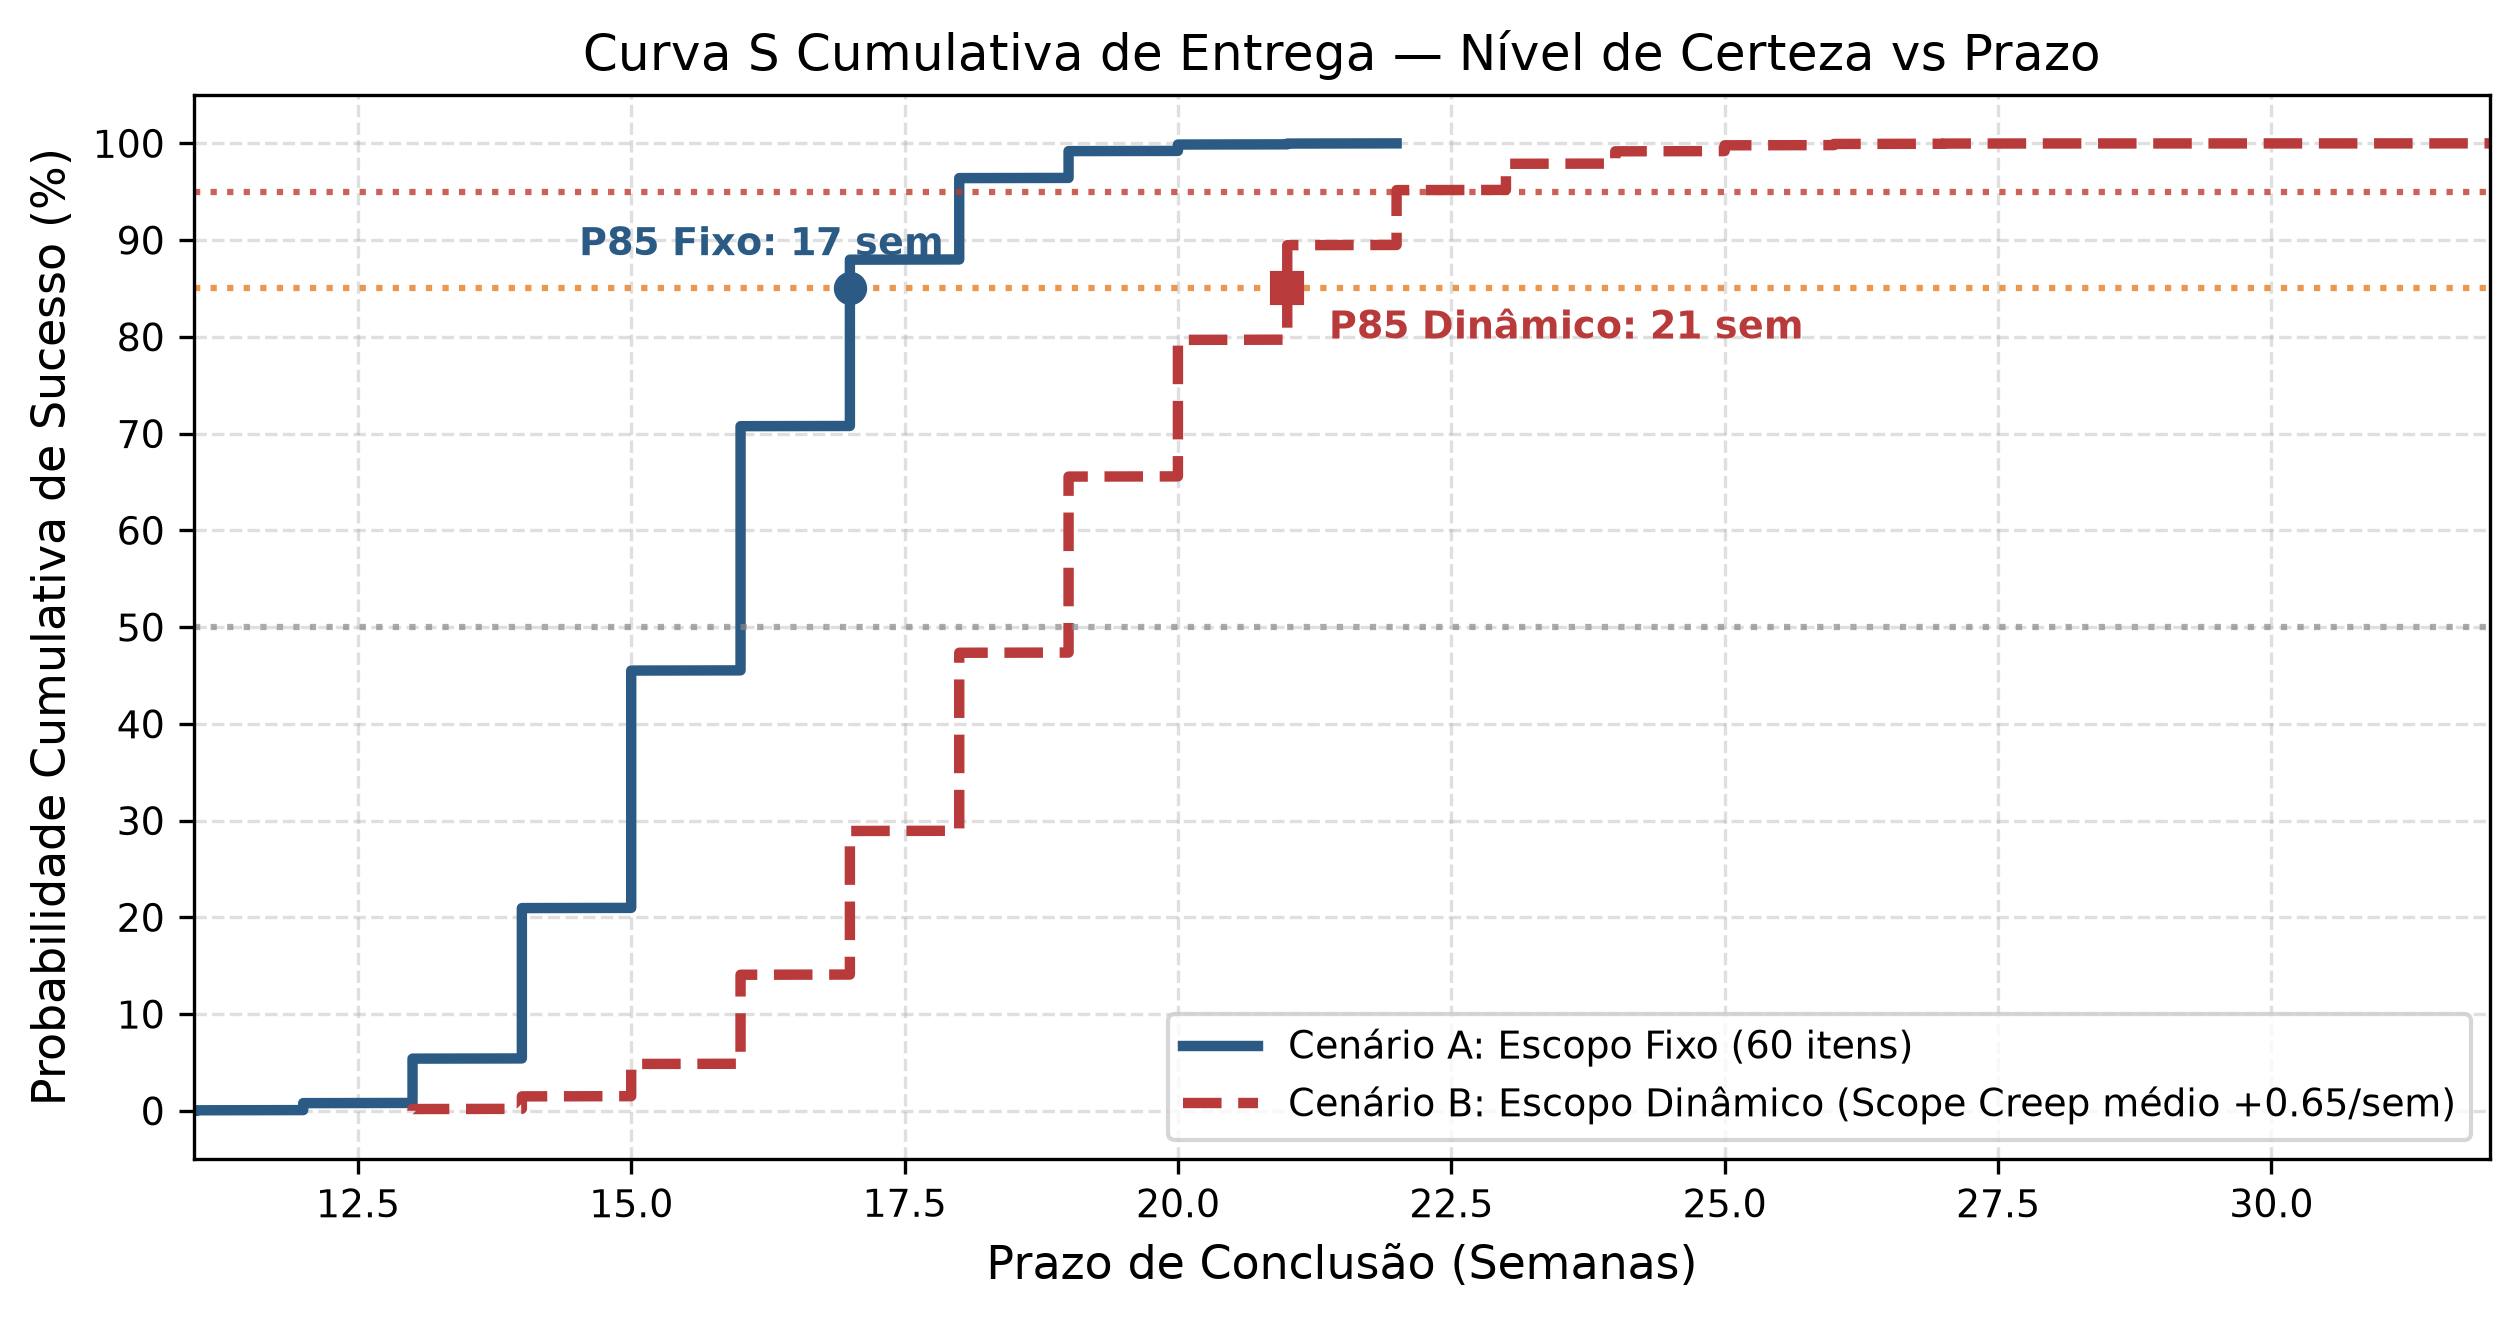 Curva S Cumulativa de Entrega — Nível de Certeza vs Prazo
Probabilidade Cumulativa de Sucesso (%)
100
90
80
70
60
50
40
30
20
10
0
P85 Fixo: 17 sem
P85 Dinâmico: 21 sem
Cenário A: Escopo Fixo (60 itens)
Cenário B: Escopo Dinâmico (Scope Creep médio +0.65/sem)
12.5
15.0
17.5
20.0
22.5
25.0
27.5
30.0
Prazo de Conclusão (Semanas)